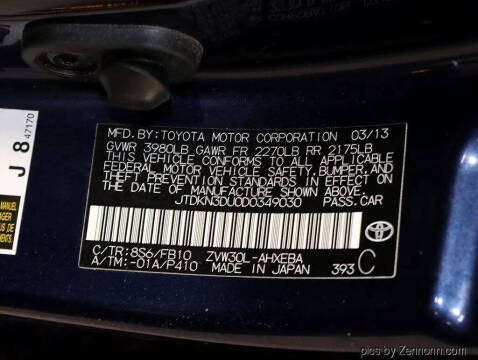 MFD. BY: TOYOTA MOTOR CORPORATION 03/13
GVWR 3980LB GAWR FR 2270LB RR 2175LB
THIS VEHICLE CONFORMS TO ALL APPLICABLE
FEDERAL MOTOR VEHICLE SAFETY, BUMPER, AND
THEFT PREVENTION STANDARDS IN EFFECT ON
THE DATE OF MANUFACTURE SHOWN ABOVE.
JTDKN3DU0D0349030 PASS. CAR
C/TR: 8S6/FB10 ZVW30L-AHXEBA
A/TM: -01A/P410 MADE IN JAPAN 393 C
J 8 47170
MANUEL
pics by Zennorin.com